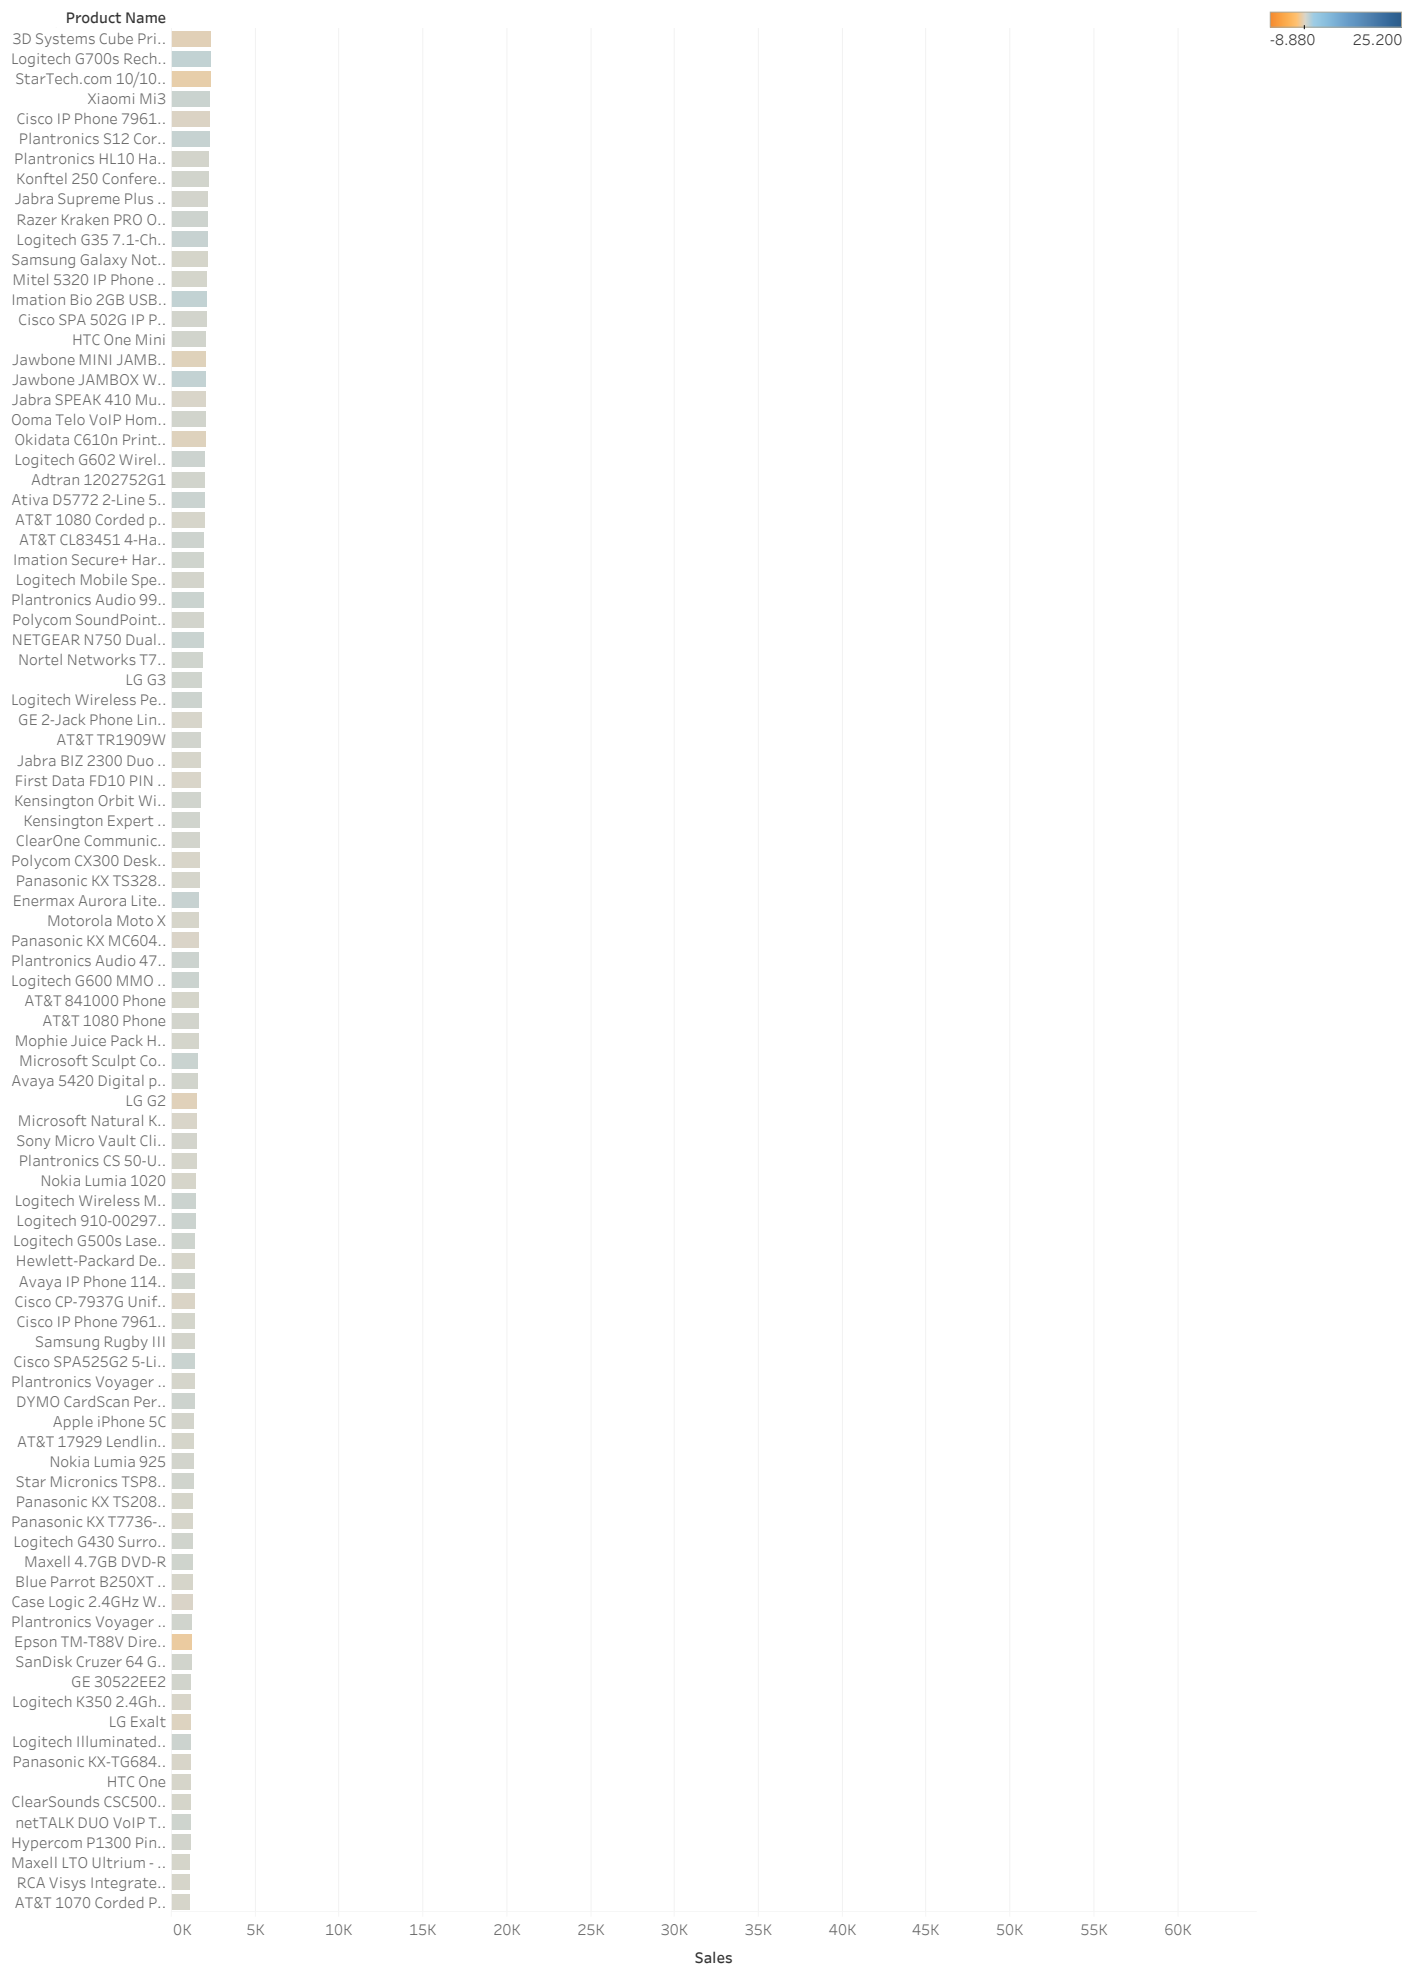 Product Name
3D Systems Cube Pri..
Logitech G700s Rech..
StarTech.com 10/10..
Xiaomi Mi3
Cisco IP Phone 7961..
Plantronics S12 Cor..
Plantronics HL10 Ha..
Konftel 250 Confere..
Jabra Supreme Plus ..
Razer Kraken PRO O..
Logitech G35 7.1-Ch..
Samsung Galaxy Not..
Mitel 5320 IP Phone ..
Imation Bio 2GB USB..
Cisco SPA 502G IP P..
HTC One Mini
Jawbone MINI JAMB..
Jawbone JAMBOX W..
Jabra SPEAK 410 Mu..
Ooma Telo VoIP Hom..
Okidata C610n Print..
Logitech G602 Wirel..
Adtran 1202752G1
Ativa D5772 2-Line 5..
AT&T 1080 Corded p..
AT&T CL83451 4-Ha..
Imation Secure+ Har..
Logitech Mobile Spe..
Plantronics Audio 99..
Polycom SoundPoint..
NETGEAR N750 Dual..
Nortel Networks T7..
LG G3
Logitech Wireless Pe..
GE 2-Jack Phone Lin..
AT&T TR1909W
Jabra BIZ 2300 Duo ..
First Data FD10 PIN ..
Kensington Orbit Wi..
Kensington Expert ..
ClearOne Communic..
Polycom CX300 Desk..
Panasonic KX TS328..
Enermax Aurora Lite..
Motorola Moto X
Panasonic KX MC604..
Plantronics Audio 47..
Logitech G600 MMO ..
AT&T 841000 Phone
AT&T 1080 Phone
Mophie Juice Pack H..
Microsoft Sculpt Co..
Avaya 5420 Digital p..
LG G2
Microsoft Natural K..
Sony Micro Vault Cli..
Plantronics CS 50-U..
Nokia Lumia 1020
Logitech Wireless M..
Logitech 910-00297..
Logitech G500s Lase..
Hewlett-Packard De..
Avaya IP Phone 114..
Cisco CP-7937G Unif..
Cisco IP Phone 7961..
Samsung Rugby III
Cisco SPA525G2 5-Li..
Plantronics Voyager ..
DYMO CardScan Per..
Apple iPhone 5C
AT&T 17929 Lendlin..
Nokia Lumia 925
Star Micronics TSP8..
Panasonic KX TS208..
Panasonic KX T7736-..
Logitech G430 Surro..
Maxell 4.7GB DVD-R
Blue Parrot B250XT ..
Case Logic 2.4GHz W..
Plantronics Voyager ..
Epson TM-T88V Dire..
SanDisk Cruzer 64 G..
GE 30522EE2
Logitech K350 2.4Gh..
LG Exalt
Logitech Illuminated..
Panasonic KX-TG684..
HTC One
ClearSounds CSC500..
netTALK DUO VoIP T..
Hypercom P1300 Pin..
Maxell LTO Ultrium - ..
RCA Visys Integrate..
AT&T 1070 Corded P..
0K 5K 10K 15K 20K 25K 30K 35K 40K 45K 50K 55K 60K
Sales
-8.880 25.200